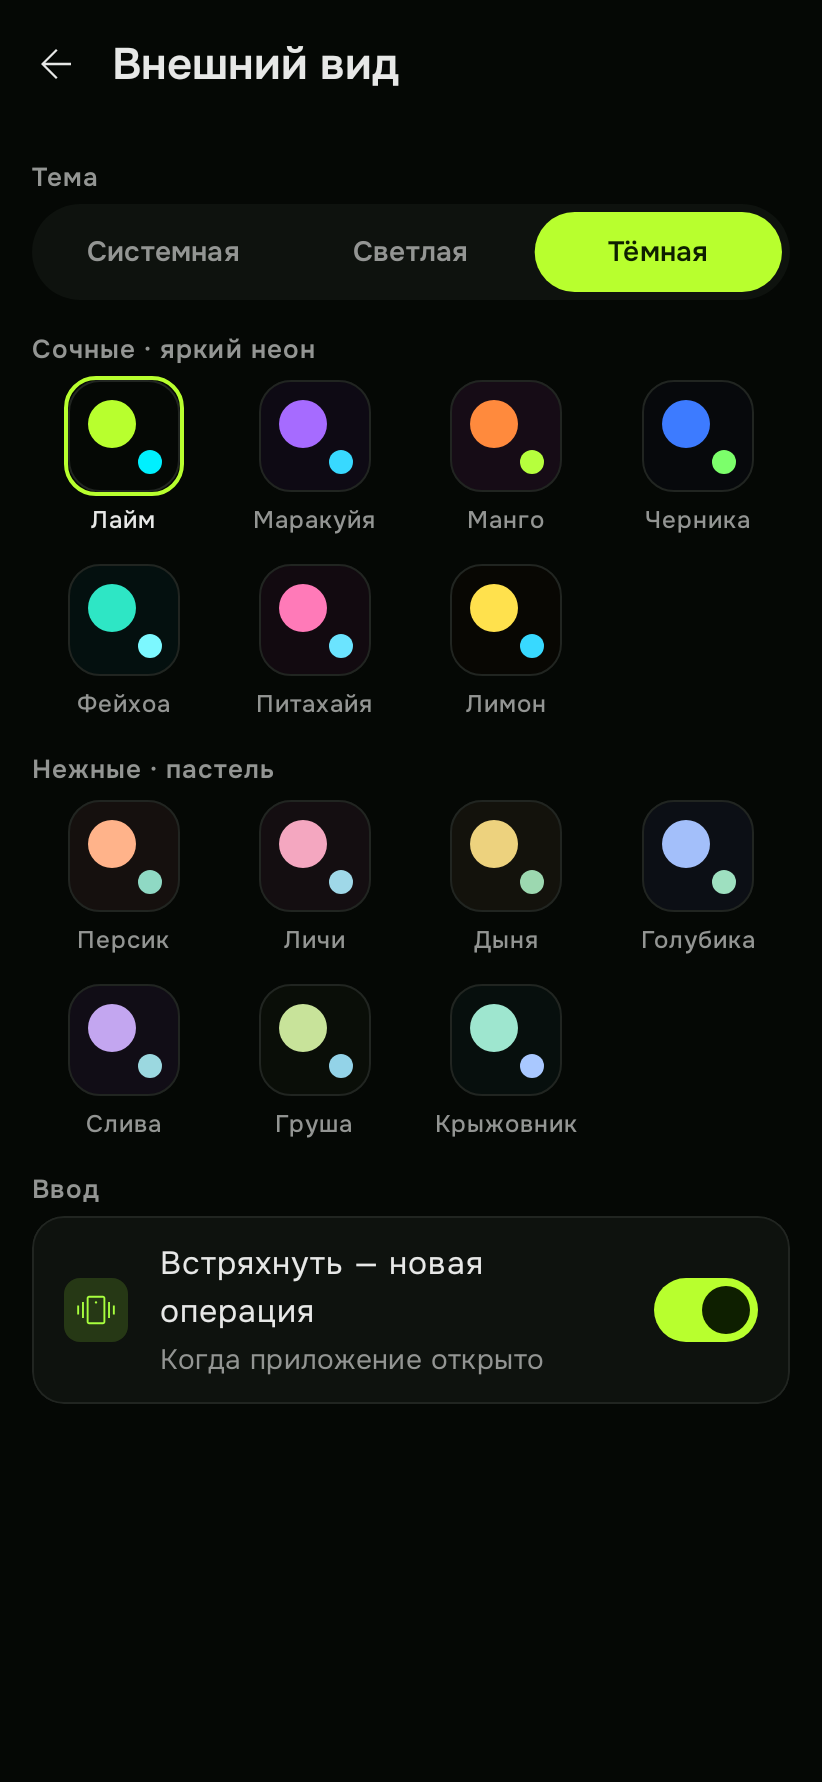 Внешний вид
Тема
Системная Светлая Тёмная
Сочные · яркий неон
Лайм Маракуйя Манго Черника
Фейхоа Питахайя Лимон
Нежные · пастель
Персик Личи Дыня Голубика
Слива Груша Крыжовник
Ввод
Встряхнуть — новая
операция
Когда приложение открыто